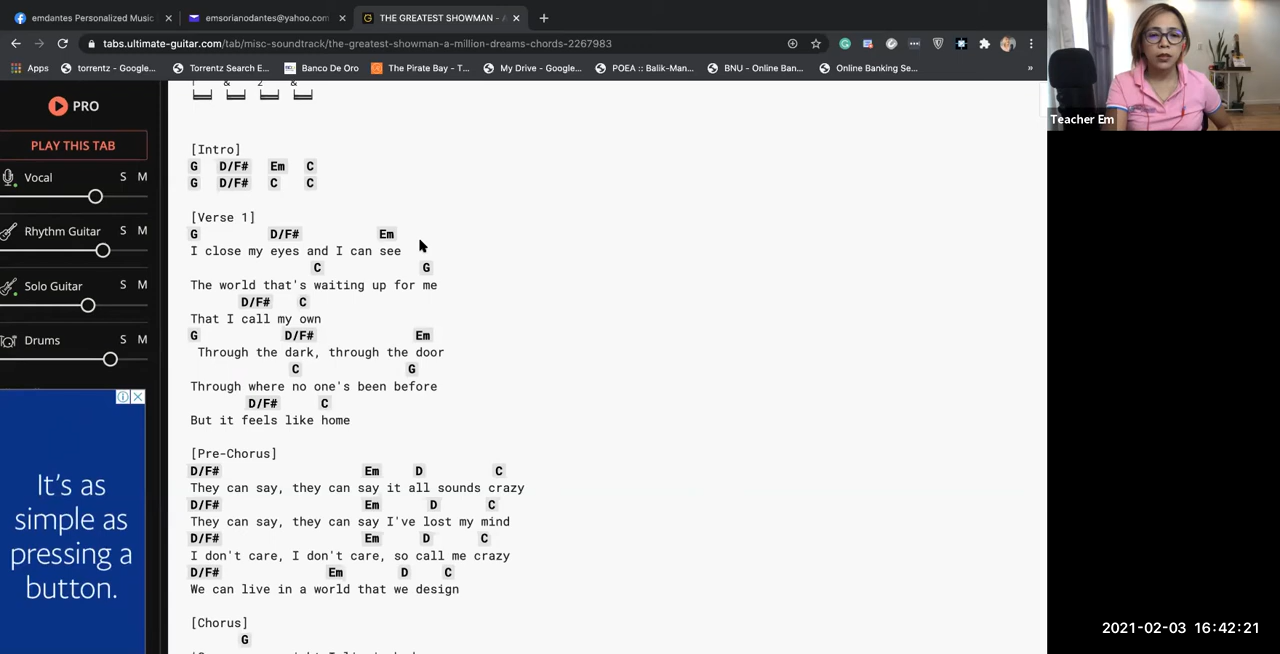 emdantes Personalized Music
emsorianodantes@yahoo.com
THE GREATEST SHOWMAN - A
tabs.ultimate-guitar.com/tab/misc-soundtrack/the-greatest-showman-a-million-dreams-chords-2267983
Apps torrentz - Google... Torrentz Search E... Banco De Oro The Pirate Bay - T... My Drive - Google... POEA :: Balik-Man... BNU - Online Ban... Online Banking Se... »
Teacher Em
PRO
PLAY THIS TAB
Vocal S M
Rhythm Guitar S M
Solo Guitar S M
Drums S M
It's as
simple as
pressing a
button.
1 & 2 &
[Intro]
G D/F# Em C
G D/F# C C
[Verse 1]
G D/F# Em
I close my eyes and I can see
C G
The world that's waiting up for me
D/F# C
That I call my own
G D/F# Em
Through the dark, through the door
C G
Through where no one's been before
D/F# C
But it feels like home
[Pre-Chorus]
D/F# Em D C
They can say, they can say it all sounds crazy
D/F# Em D C
They can say, they can say I've lost my mind
D/F# Em D C
I don't care, I don't care, so call me crazy
D/F# Em D C
We can live in a world that we design
[Chorus]
G
2021-02-03 16:42:21